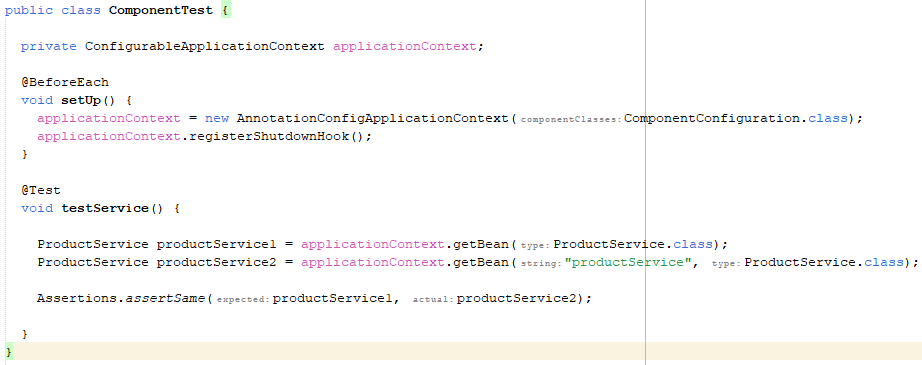 public class ComponentTest {
private ConfigurableApplicationContext applicationContext;
@BeforeEach
void setUp() {
applicationContext = new AnnotationConfigApplicationContext( componentClasses: ComponentConfiguration.class);
applicationContext.registerShutdownHook();
}
@Test
void testService() {
ProductService productService1 = applicationContext.getBean( type: ProductService.class);
ProductService productService2 = applicationContext.getBean( string: "productService", type: ProductService.class);
Assertions.assertSame( expected: productService1, actual: productService2);
}
}